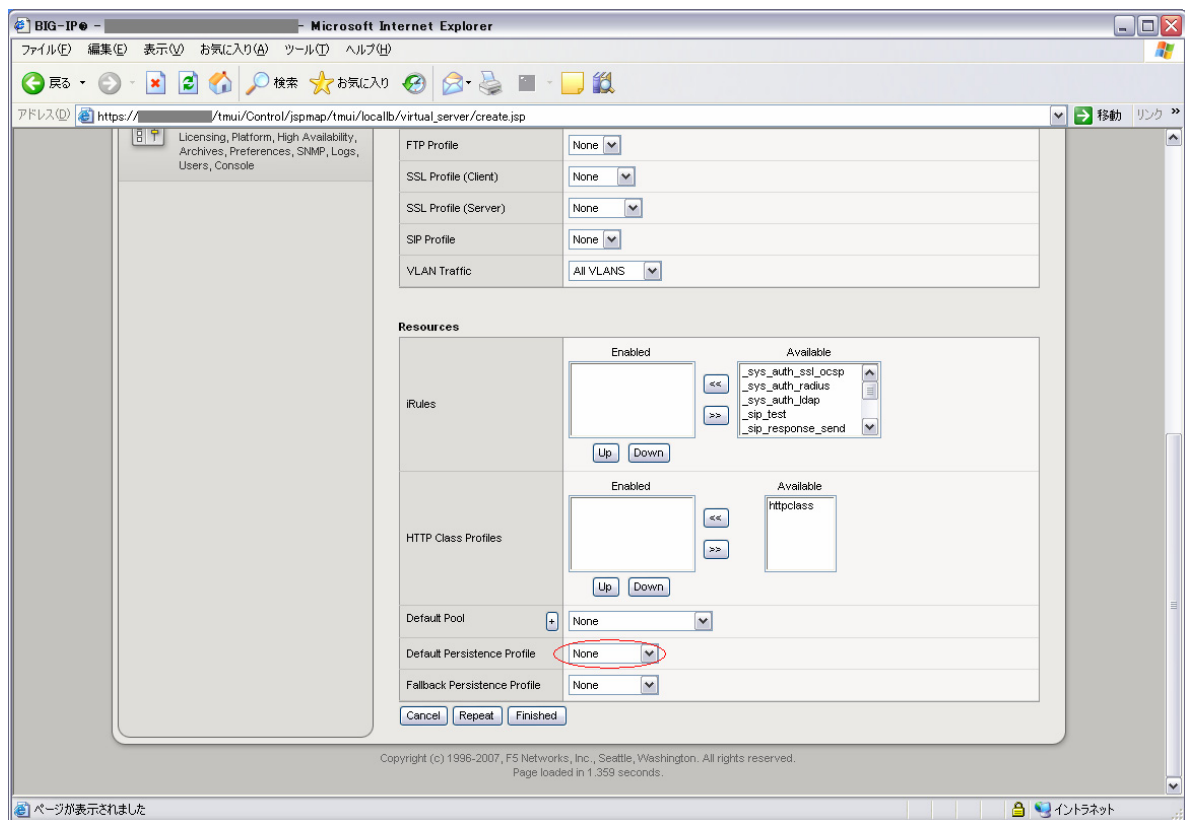 BIG-IP® - - Microsoft Internet Explorer
ファイル(F) 編集(E) 表示(V) お気に入り(A) ツール(T) ヘルプ(H)
戻る 検索 お気に入り
アドレス(D) https:// /tmui/Control/jspmap/tmui/locallb/virtual_server/create.jsp 移動 リンク »
Licensing, Platform, High Availability,
Archives, Preferences, SNMP, Logs,
Users, Console
FTP Profile None
SSL Profile (Client) None
SSL Profile (Server) None
SIP Profile None
VLAN Traffic All VLANS
Resources
Enabled Available
iRules
_sys_auth_ssl_ocsp
_sys_auth_radius
_sys_auth_ldap
_sip_test
_sip_response_send
<<
>>
Up Down
Enabled Available
HTTP Class Profiles
httpclass
<<
>>
Up Down
Default Pool + None
Default Persistence Profile None
Fallback Persistence Profile None
Cancel Repeat Finished
Copyright (c) 1996-2007, F5 Networks, Inc., Seattle, Washington. All rights reserved.
Page loaded in 1.359 seconds.
ページが表示されました イントラネット